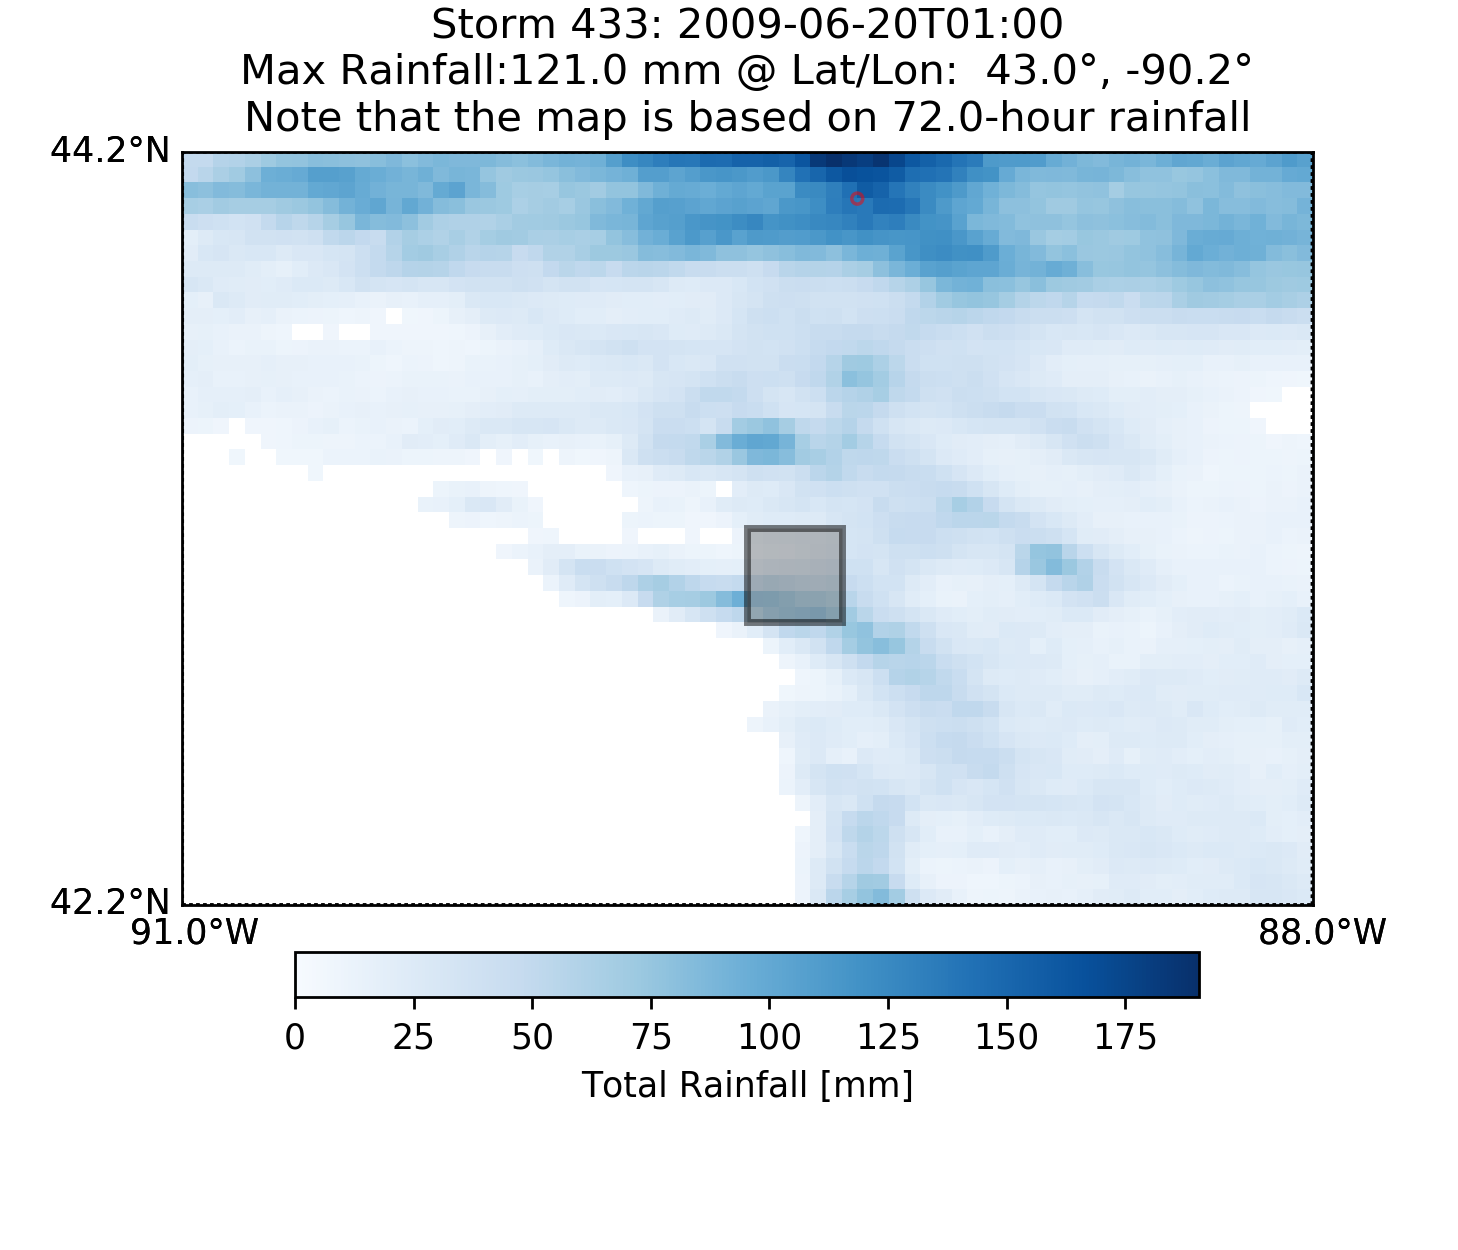 Storm 433: 2009-06-20T01:00
Max Rainfall:121.0 mm @ Lat/Lon:  43.0°, -90.2°
Note that the map is based on 72.0-hour rainfall
44.2°N
42.2°N
91.0°W
88.0°W
0 25 50 75 100 125 150 175
Total Rainfall [mm]